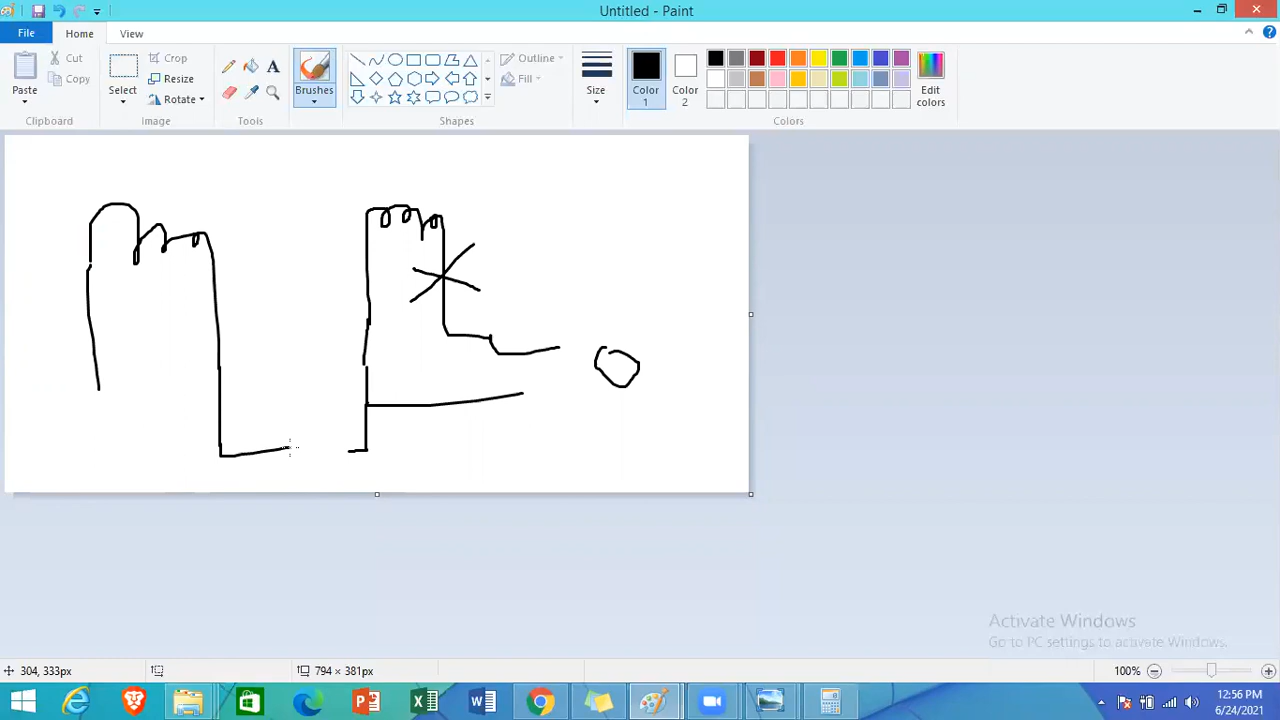 Untitled - Paint
File
Home
View
Paste
Cut
Copy
Clipboard
Select
Crop
Resize
Rotate
Image
Tools
Brushes
Shapes
Outline
Fill
Size
Color
1
Color
2
Edit
colors
Colors
Activate Windows
Go to PC settings to activate Windows.
304, 333px
794 × 381px
100%
12:56 PM
6/24/2021